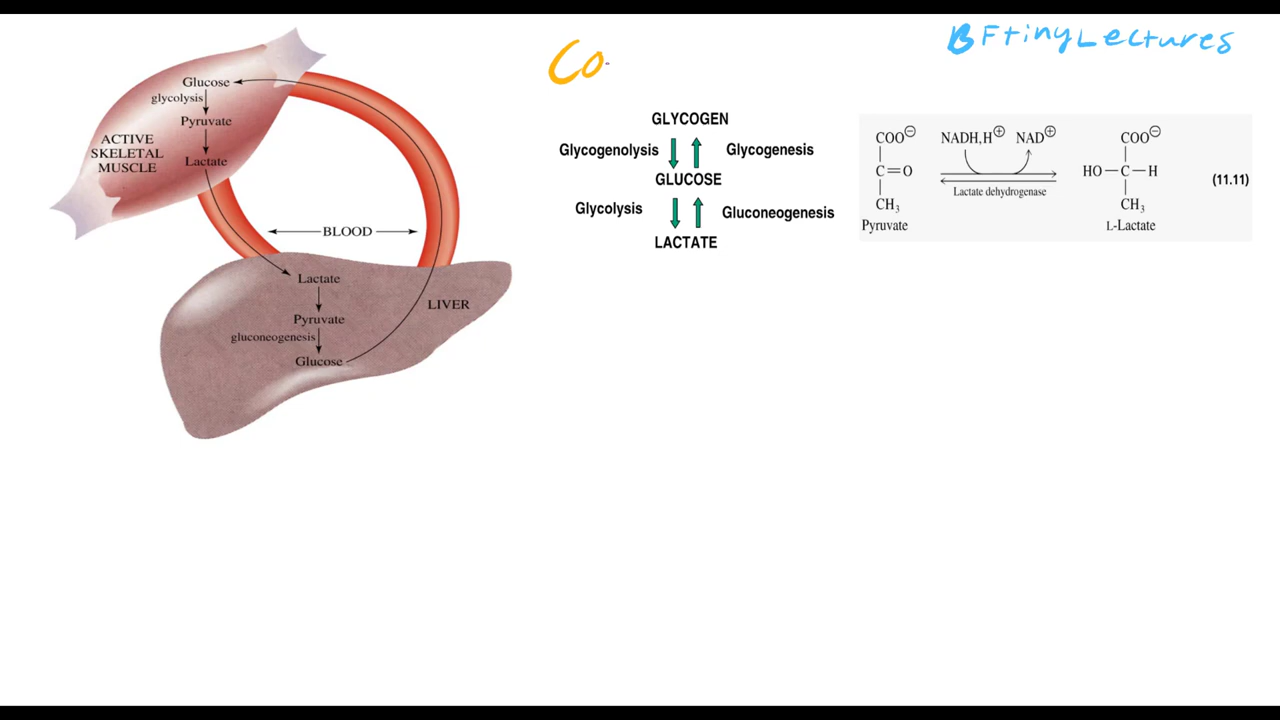 BFtinyLectures
Co
Glucose
glycolysis
Pyruvate
Lactate
ACTIVE
SKELETAL
MUSCLE
BLOOD
Lactate
Pyruvate
gluconeogenesis
Glucose
LIVER
GLYCOGEN
Glycogenolysis Glycogenesis
GLUCOSE
Glycolysis Gluconeogenesis
LACTATE
COO⊖ NADH,H⊕ NAD⊕ COO⊖
C=O HO—C—H
Lactate dehydrogenase
CH₃ CH₃
Pyruvate L-Lactate
(11.11)